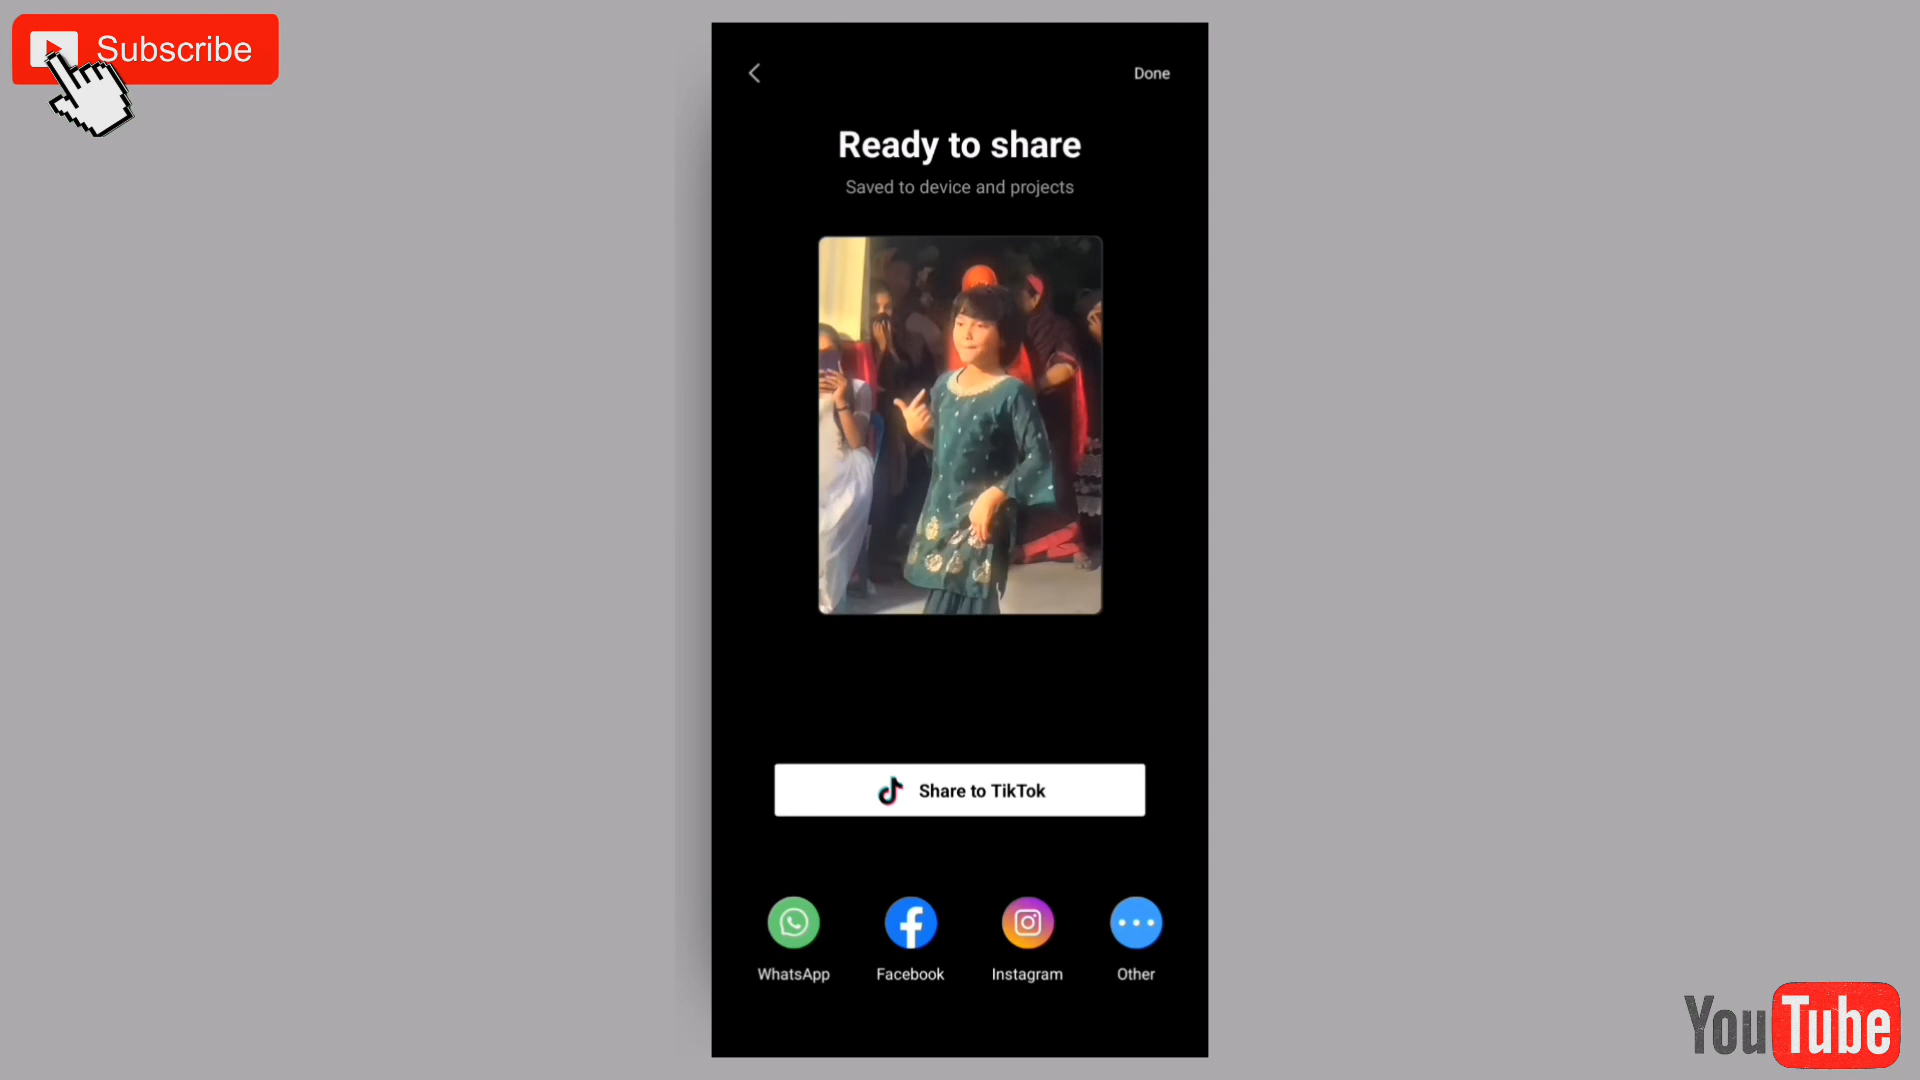 Subscribe
Done
Ready to share
Saved to device and projects
Share to TikTok
WhatsApp
Facebook
Instagram
Other
YouTube